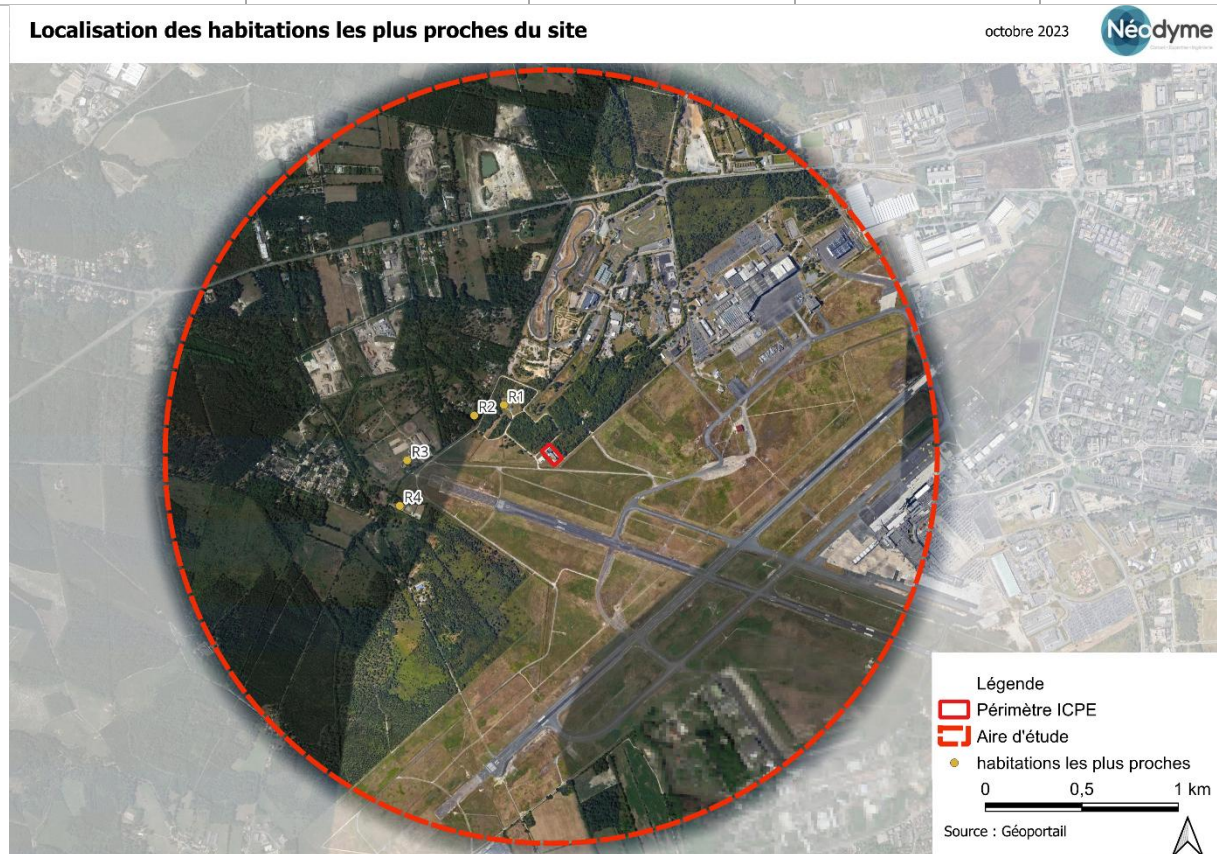 Localisation des habitations les plus proches du site
octobre 2023
Néodyme
R1
R2
R3
R4
Légende
Périmètre ICPE
Aire d'étude
habitations les plus proches
0 0,5 1 km
Source : Géoportail